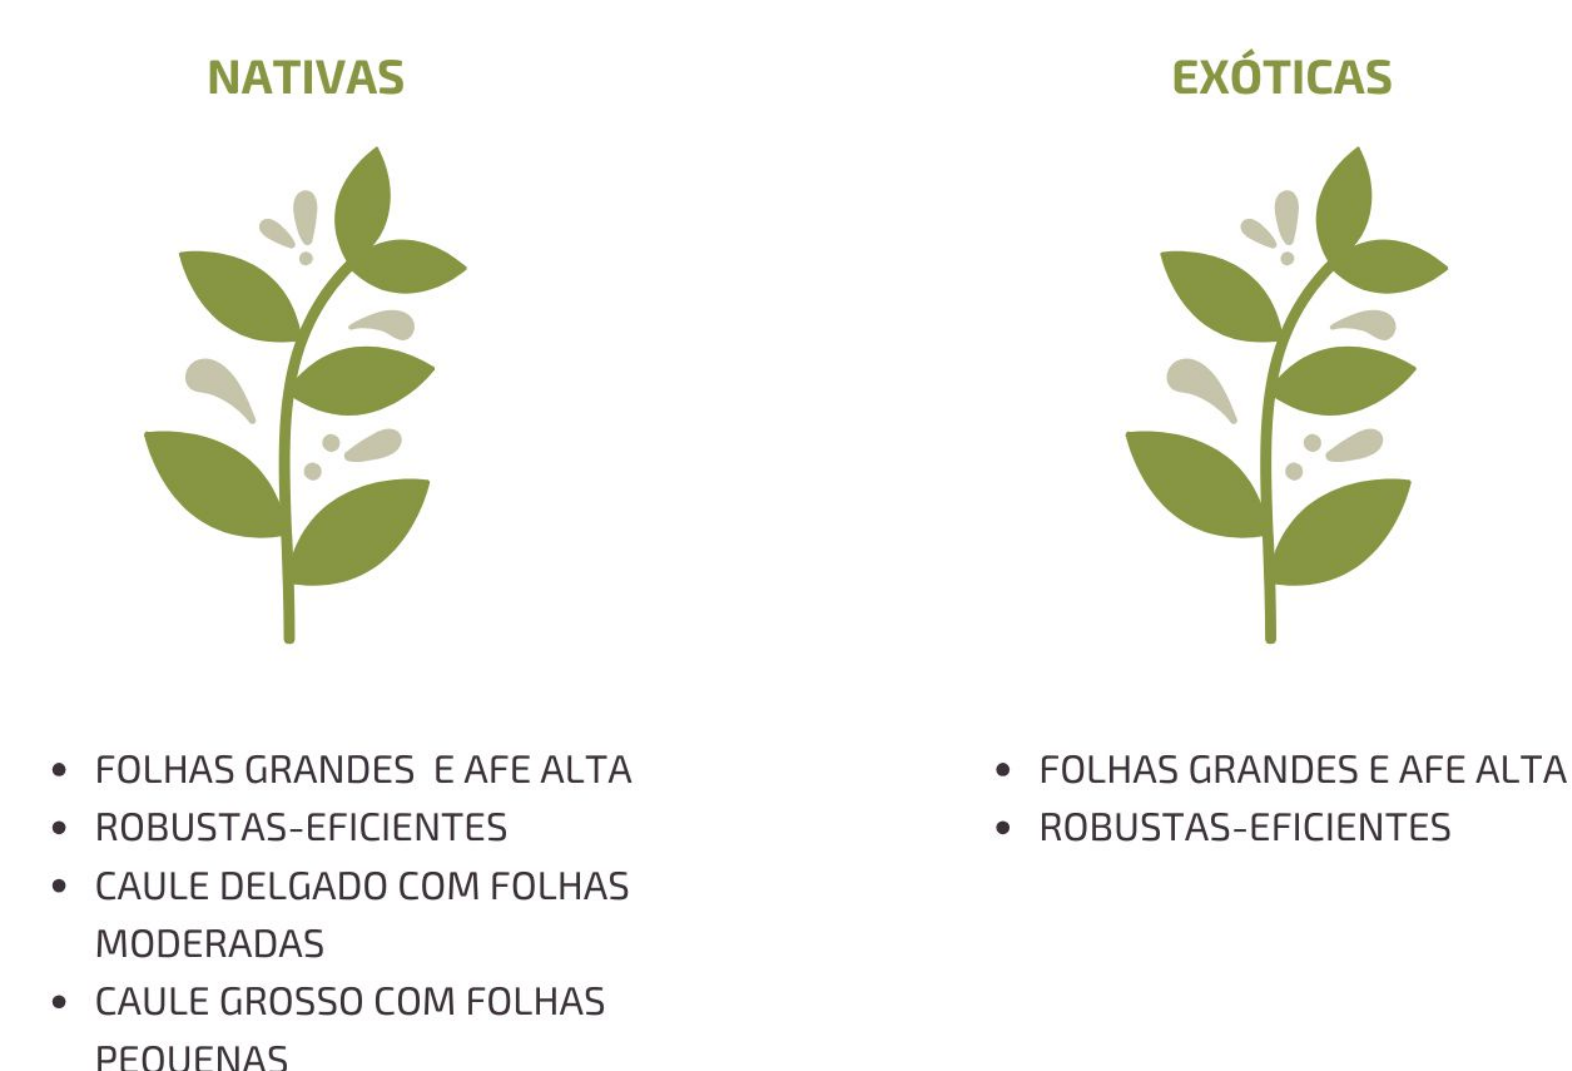 NATIVAS
EXÓTICAS
• FOLHAS GRANDES E AFE ALTA
• ROBUSTAS-EFICIENTES
• CAULE DELGADO COM FOLHAS
MODERADAS
• CAULE GROSSO COM FOLHAS
PEQUENAS
• FOLHAS GRANDES E AFE ALTA
• ROBUSTAS-EFICIENTES